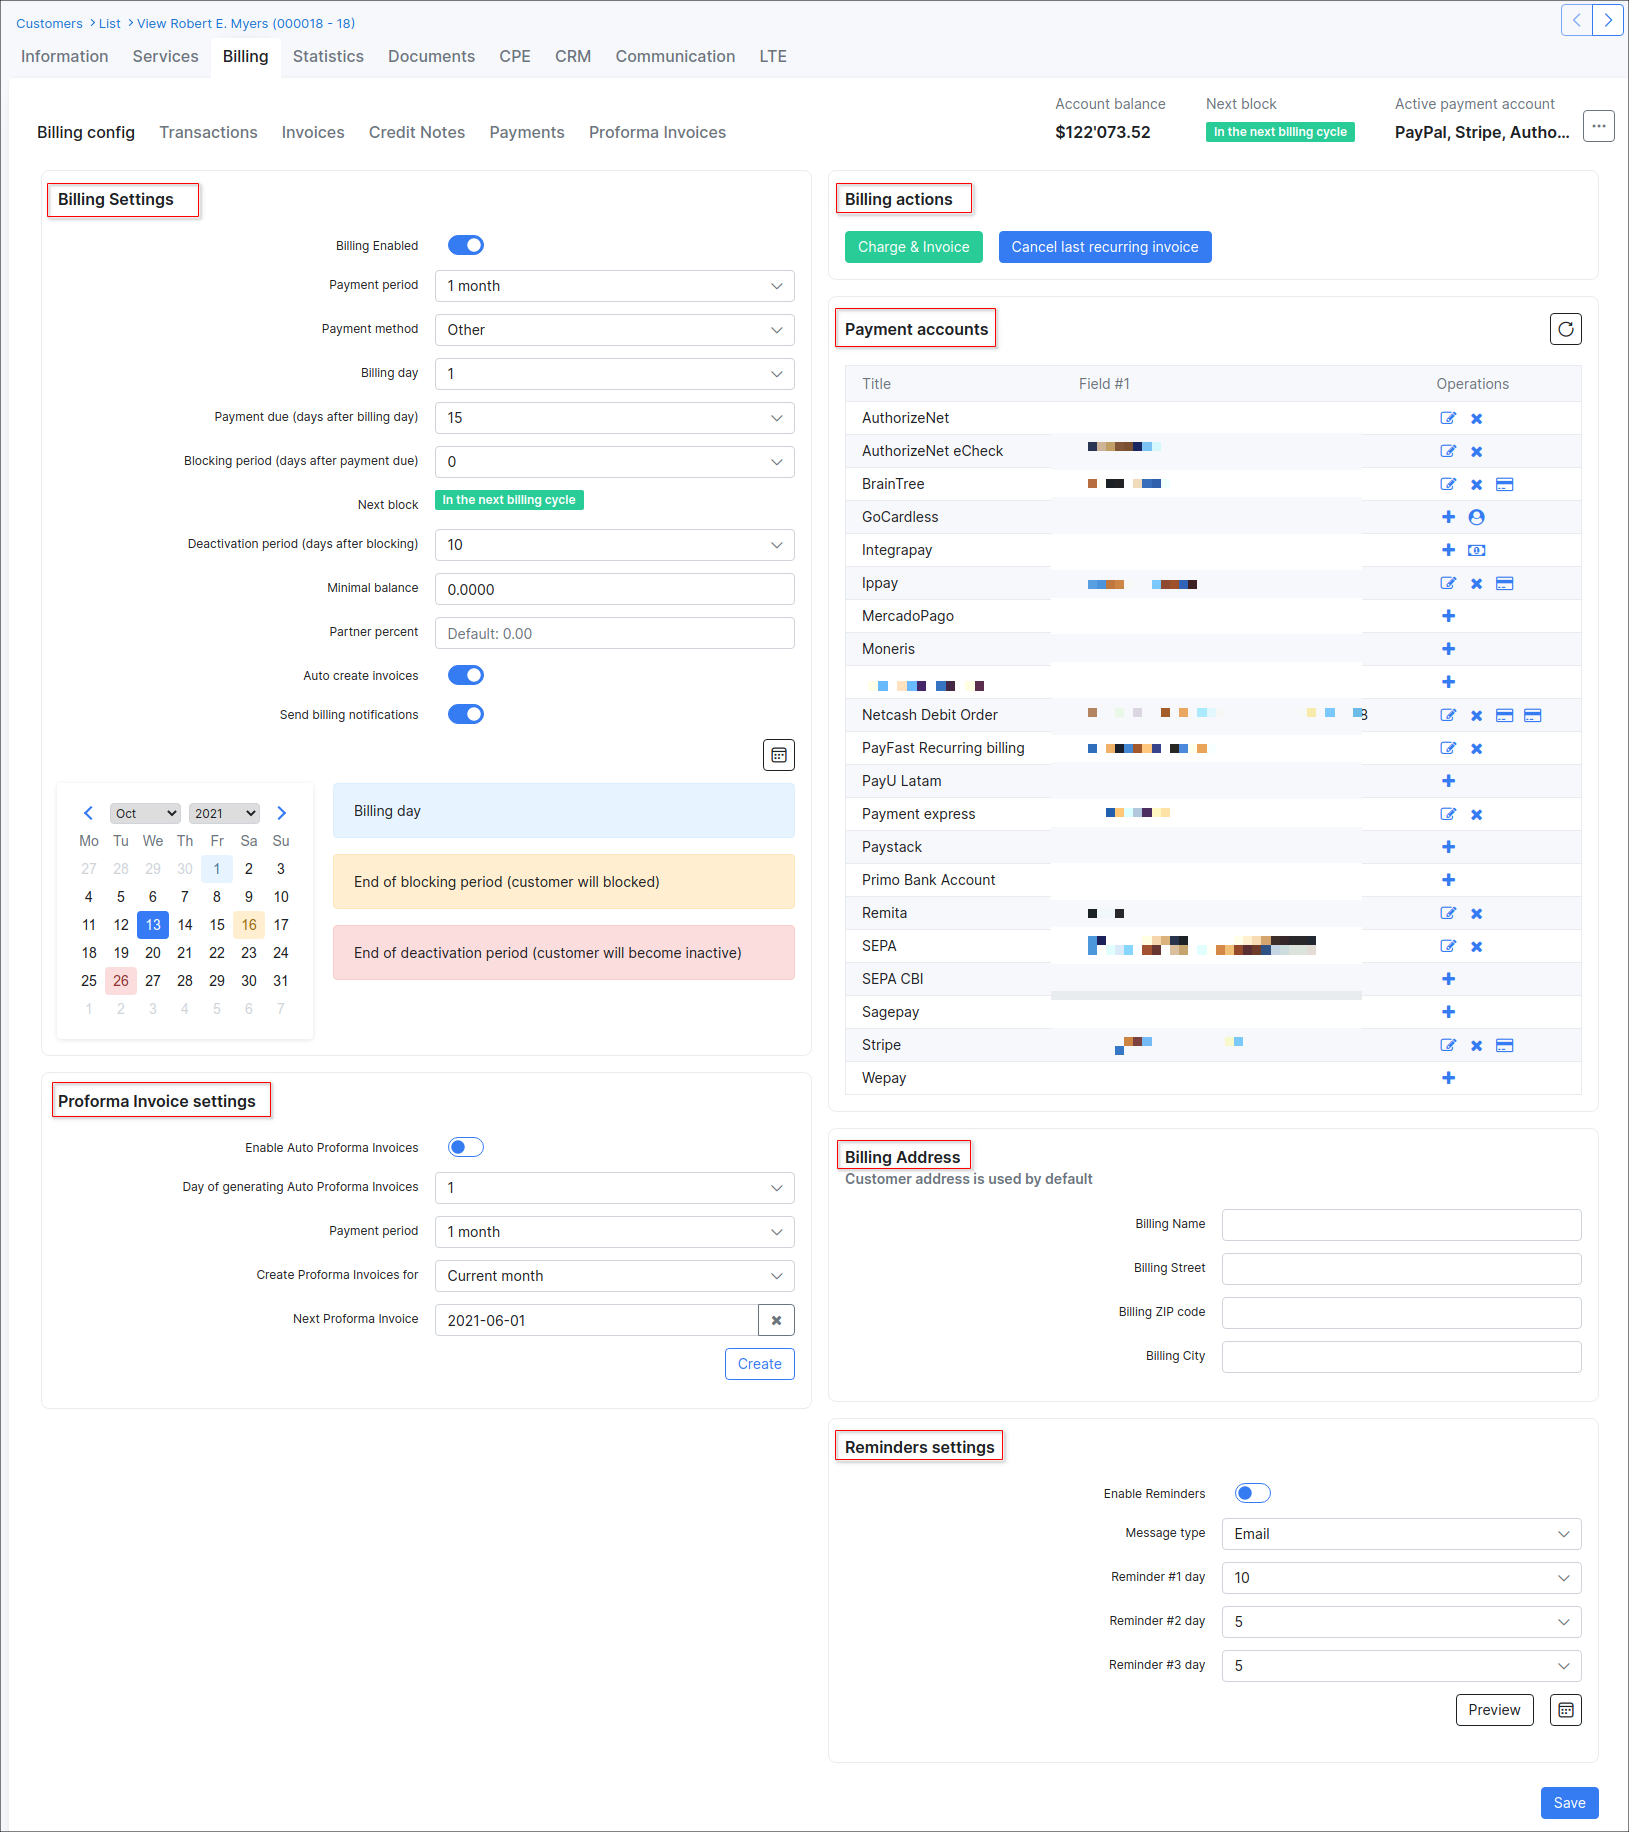 Customers > List > View Robert E. Myers (000018 - 18)
Information Services Billing Statistics Documents CPE CRM Communication LTE
Account balance Next block Active payment account
Billing config Transactions Invoices Credit Notes Payments Proforma Invoices $122'073.52 In the next billing cycle PayPal, Stripe, Autho...
Billing Settings
Billing Enabled
Payment period 1 month
Payment method Other
Billing day 1
Payment due (days after billing day) 15
Blocking period (days after payment due) 0
Next block In the next billing cycle
Deactivation period (days after blocking) 10
Minimal balance 0.0000
Partner percent Default: 0.00
Auto create invoices
Send billing notifications
Oct 2021
Mo Tu We Th Fr Sa Su
27 28 29 30 1 2 3
4 5 6 7 8 9 10
11 12 13 14 15 16 17
18 19 20 21 22 23 24
25 26 27 28 29 30 31
1 2 3 4 5 6 7
Billing day
End of blocking period (customer will blocked)
End of deactivation period (customer will become inactive)
Proforma Invoice settings
Enable Auto Proforma Invoices
Day of generating Auto Proforma Invoices 1
Payment period 1 month
Create Proforma Invoices for Current month
Next Proforma Invoice 2021-06-01
Create
Billing actions
Charge & Invoice Cancel last recurring invoice
Payment accounts
Title Field #1 Operations
AuthorizeNet
AuthorizeNet eCheck
BrainTree
GoCardless
Integrapay
Ippay
MercadoPago
Moneris
Netcash Debit Order 8
PayFast Recurring billing
PayU Latam
Payment express
Paystack
Primo Bank Account
Remita
SEPA
SEPA CBI
Sagepay
Stripe
Wepay
Billing Address
Customer address is used by default
Billing Name
Billing Street
Billing ZIP code
Billing City
Reminders settings
Enable Reminders
Message type Email
Reminder #1 day 10
Reminder #2 day 5
Reminder #3 day 5
Preview
Save